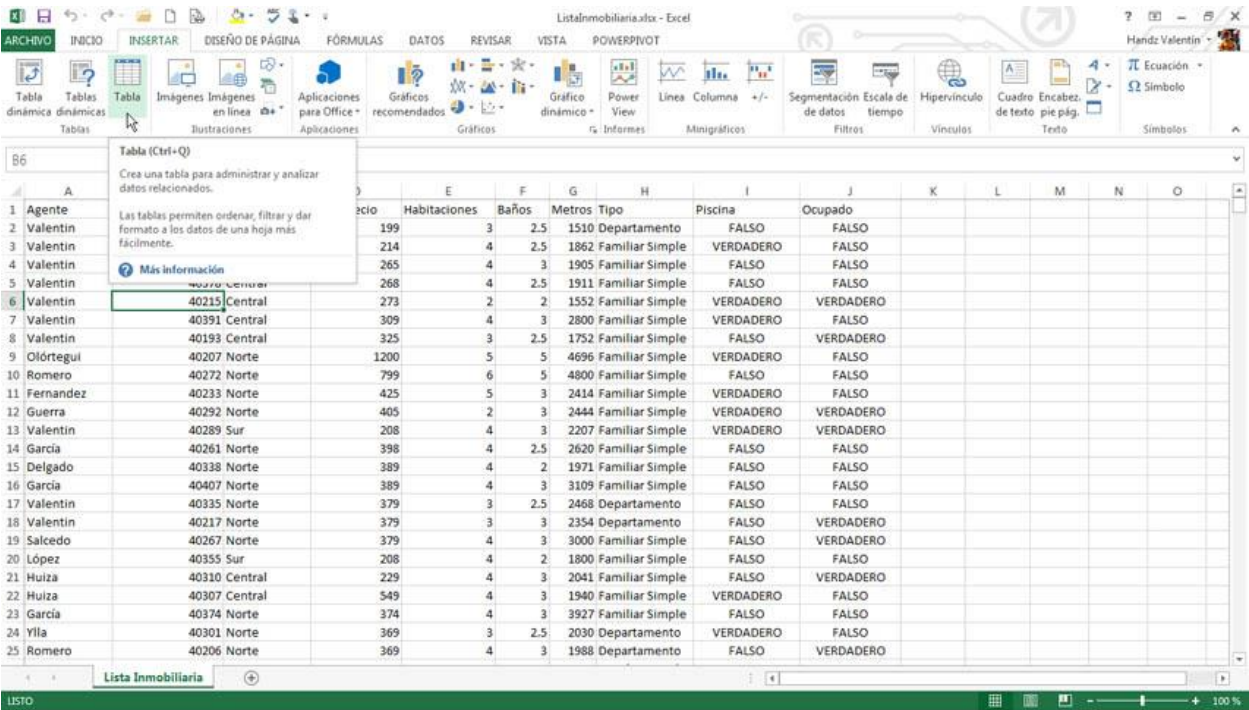 ListaInmobiliaria.xlsx - Excel
ARCHIVO INICIO INSERTAR DISEÑO DE PÁGINA FÓRMULAS DATOS REVISAR VISTA POWERPIVOT Handz Valentin
Tabla dinámica Tablas dinámicas Tabla Imágenes Imágenes en línea Aplicaciones para Office Gráficos recomendados Gráfico dinámico Power View Línea Columna +/- Segmentación de datos Escala de tiempo Hipervínculo Cuadro de texto Encabez. pie pág. Ecuación Símbolo
Tablas Ilustraciones Aplicaciones Gráficos Informes Minigráficos Filtros Vínculos Texto Símbolos
B6
Tabla (Ctrl+Q)
Crea una tabla para administrar y analizar
datos relacionados.
Las tablas permiten ordenar, filtrar y dar
formato a los datos de una hoja más
fácilmente.
Más información
A E F G H I J K L M N O
1 Agente ecio Habitaciones Baños Metros Tipo Piscina Ocupado
2 Valentin 199 3 2.5 1510 Departamento FALSO FALSO
3 Valentin 214 4 2.5 1862 Familiar Simple VERDADERO FALSO
4 Valentin 265 4 3 1905 Familiar Simple FALSO FALSO
5 Valentin 268 4 2.5 1911 Familiar Simple FALSO FALSO
6 Valentin 40215 Central 273 2 2 1552 Familiar Simple VERDADERO VERDADERO
7 Valentin 40391 Central 309 4 3 2800 Familiar Simple VERDADERO FALSO
8 Valentin 40193 Central 325 3 2.5 1752 Familiar Simple FALSO VERDADERO
9 Olórtegui 40207 Norte 1200 5 5 4696 Familiar Simple VERDADERO FALSO
10 Romero 40272 Norte 799 6 5 4800 Familiar Simple FALSO FALSO
11 Fernandez 40233 Norte 425 5 3 2414 Familiar Simple VERDADERO FALSO
12 Guerra 40292 Norte 405 2 3 2444 Familiar Simple VERDADERO VERDADERO
13 Valentin 40289 Sur 208 4 3 2207 Familiar Simple VERDADERO VERDADERO
14 García 40261 Norte 398 4 2.5 2620 Familiar Simple FALSO FALSO
15 Delgado 40338 Norte 389 4 2 1971 Familiar Simple FALSO FALSO
16 García 40407 Norte 389 4 3 3109 Familiar Simple FALSO FALSO
17 Valentin 40335 Norte 379 3 2.5 2468 Departamento FALSO FALSO
18 Valentin 40217 Norte 379 3 3 2354 Departamento FALSO VERDADERO
19 Salcedo 40267 Norte 379 4 3 3000 Familiar Simple FALSO VERDADERO
20 López 40355 Sur 208 4 2 1800 Familiar Simple FALSO FALSO
21 Huiza 40310 Central 229 4 3 2041 Familiar Simple FALSO VERDADERO
22 Huiza 40307 Central 549 4 3 1940 Familiar Simple VERDADERO FALSO
23 García 40374 Norte 374 4 3 3927 Familiar Simple FALSO FALSO
24 Ylla 40301 Norte 369 3 2.5 2030 Departamento VERDADERO FALSO
25 Romero 40206 Norte 369 4 3 1988 Departamento FALSO VERDADERO
Lista Inmobiliaria
LISTO 100 %